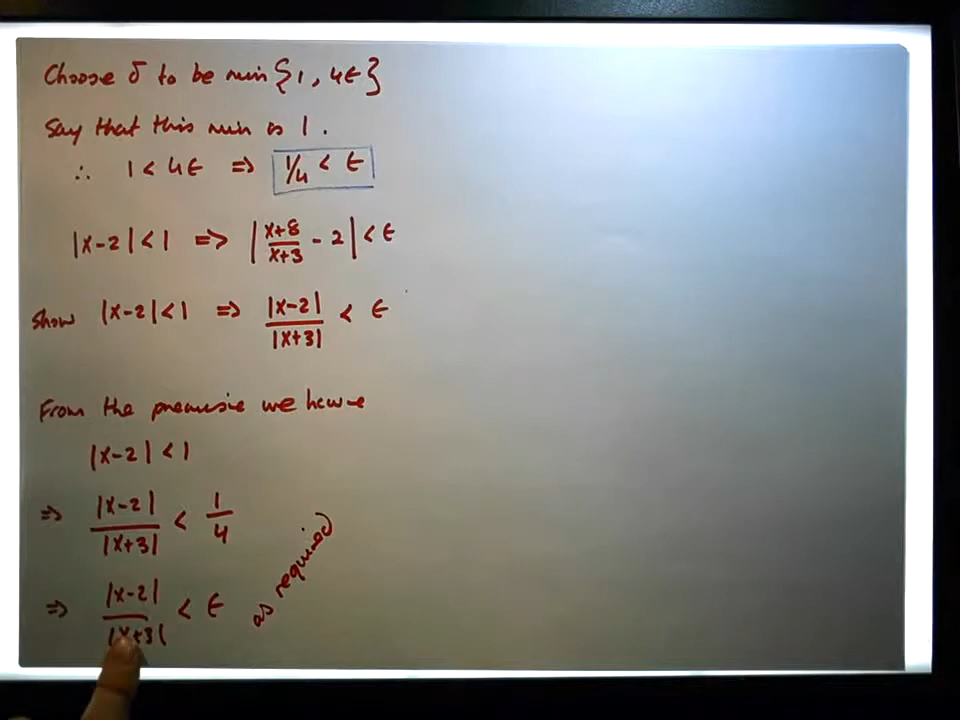 Choose δ to be min {1, 4ϵ}
Say that this min is 1.
∴ 1 < 4ϵ => 1/4 < ϵ
|x-2| < 1 => |x+8/x+3 - 2| < ϵ
Show |x-2| < 1 => |x-2|/|x+3| < ϵ
From the premisie we have
|x-2| < 1
=> |x-2|/|x+3| < 1/4
=> |x-2|/|x+3| < ϵ
as required